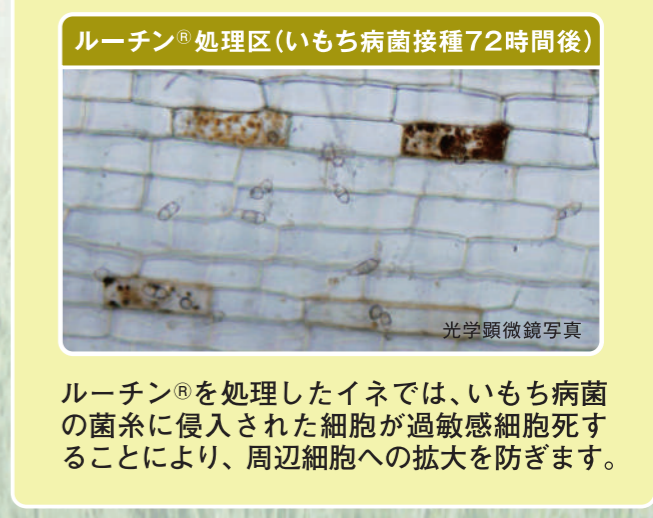 ルーチン®処理区(いもち病菌接種72時間後)
光学顕微鏡写真
ルーチン®を処理したイネでは、いもち病菌
の菌糸に侵入された細胞が過敏感細胞死す
ることにより、周辺細胞への拡大を防ぎます。